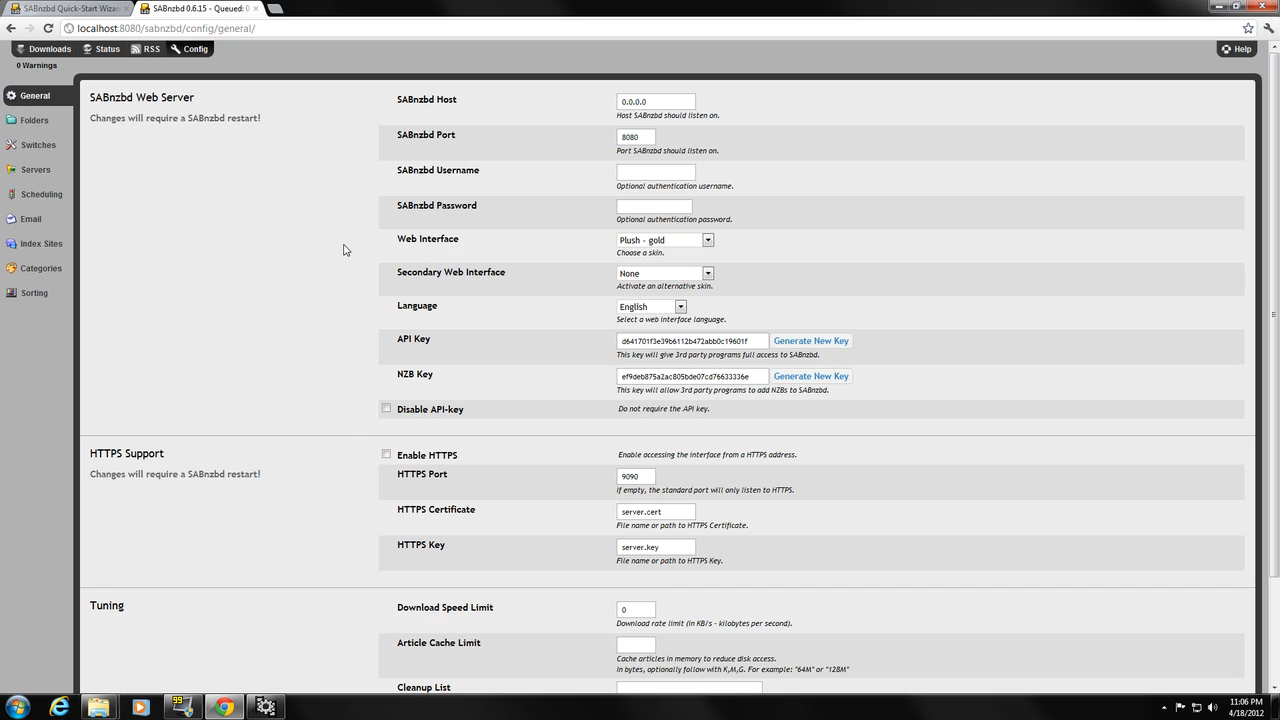 SABnzbd Quick-Start Wizar
SABnzbd 0.6.15 - Queued: 0
localhost:8080/sabnzbd/config/general/
Downloads Status RSS Config Help
0 Warnings
General
Folders
Switches
Servers
Scheduling
Email
Index Sites
Categories
Sorting
SABnzbd Web Server
Changes will require a SABnzbd restart!
SABnzbd Host 0.0.0.0
Host SABnzbd should listen on.
SABnzbd Port 8080
Port SABnzbd should listen on.
SABnzbd Username
Optional authentication username.
SABnzbd Password
Optional authentication password.
Web Interface Plush - gold
Choose a skin.
Secondary Web Interface None
Activate an alternative skin.
Language English
Select a web interface language.
API Key d641701f3e39b6112b472abb0c19601f Generate New Key
This key will give 3rd party programs full access to SABnzbd.
NZB Key ef9deb875a2ac805bde07cd76633336e Generate New Key
This key will allow 3rd party programs to add NZBs to SABnzbd.
Disable API-key Do not require the API key.
HTTPS Support
Changes will require a SABnzbd restart!
Enable HTTPS Enable accessing the interface from a HTTPS address.
HTTPS Port 9090
If empty, the standard port will only listen to HTTPS.
HTTPS Certificate server.cert
File name or path to HTTPS Certificate.
HTTPS Key server.key
File name or path to HTTPS Key.
Tuning
Download Speed Limit 0
Download rate limit (in KB/s - kilobytes per second).
Article Cache Limit
Cache articles in memory to reduce disk access.
In bytes, optionally follow with K,M,G. For example: "64M" or "128M"
Cleanup List
99
11:06 PM
4/18/2012